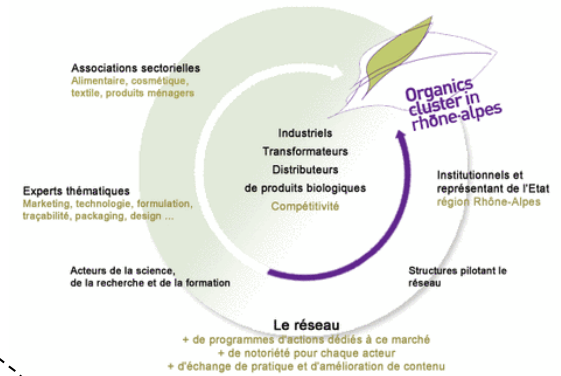 Associations sectorielles
Alimentaire, cosmétique,
textile, produits ménagers
Organics
cluster in
rhône-alpes
Industriels
Transformateurs
Distributeurs
de produits biologiques
Compétitivité
Institutionnels et
représentant de l'Etat
région Rhône-Alpes
Experts thématiques
Marketing, technologie, formulation,
traçabilité, packaging, design ...
Acteurs de la science,
de la recherche et de la formation
Structures pilotant le
réseau
Le réseau
+ de programmes d'actions dédiés à ce marché
+ de notoriété pour chaque acteur
+ d'échange de pratique et d'amélioration de contenu